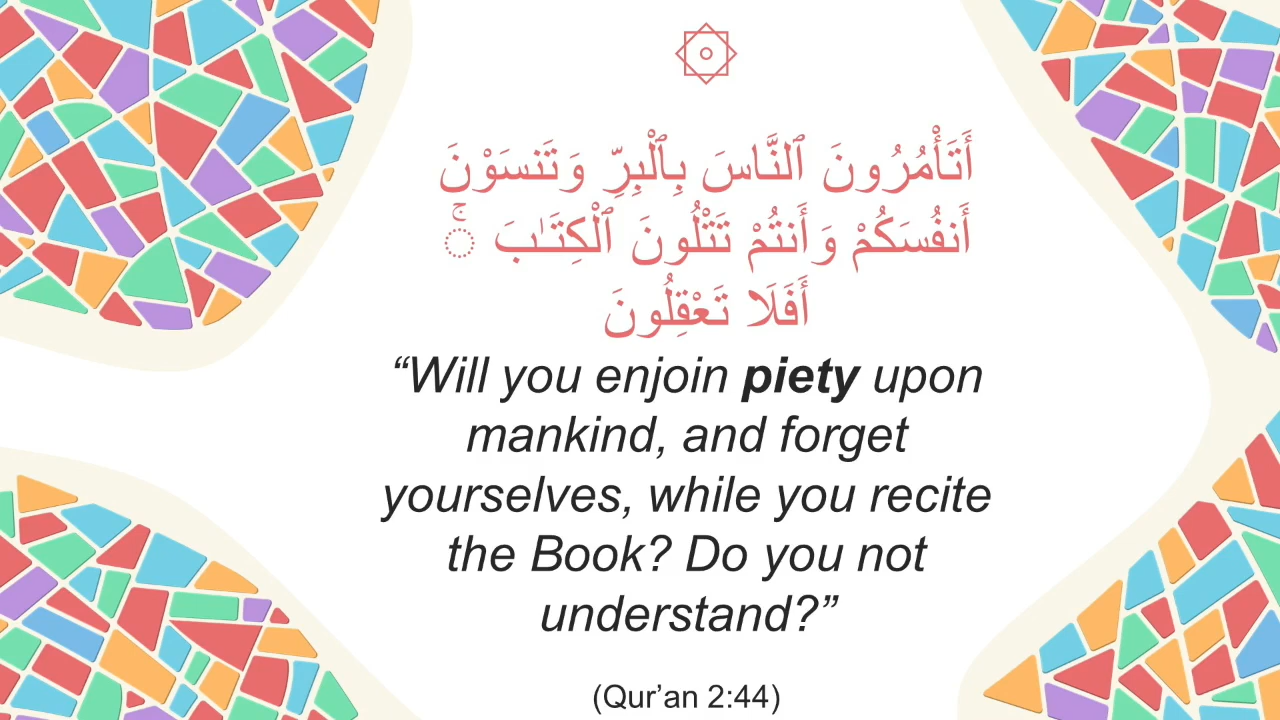 أَتَأْمُرُونَ ٱلنَّاسَ بِٱلْبِرِّ وَتَنسَوْنَ
أَنفُسَكُمْ وَأَنتُمْ تَتْلُونَ ٱلْكِتَـٰبَ ۚ
أَفَلَا تَعْقِلُونَ
“Will you enjoin piety upon
mankind, and forget
yourselves, while you recite
the Book? Do you not
understand?”
(Qur’an 2:44)